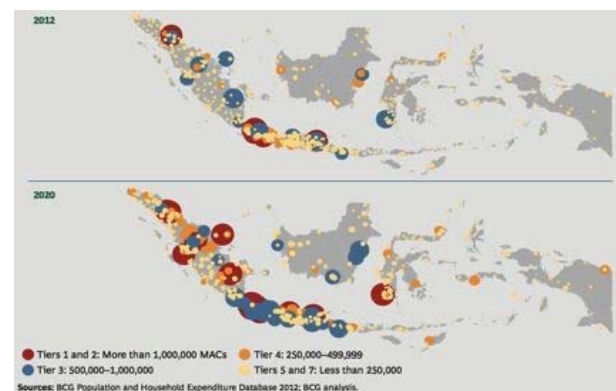 2012
2020
Tiers 1 and 2: More than 1,000,000 MACs
Tier 4: 250,000–499,999
Tier 3: 500,000–1,000,000
Tiers 5 and 7: Less than 250,000
Sources: BCG Population and Household Expenditure Database 2012; BCG analysis.